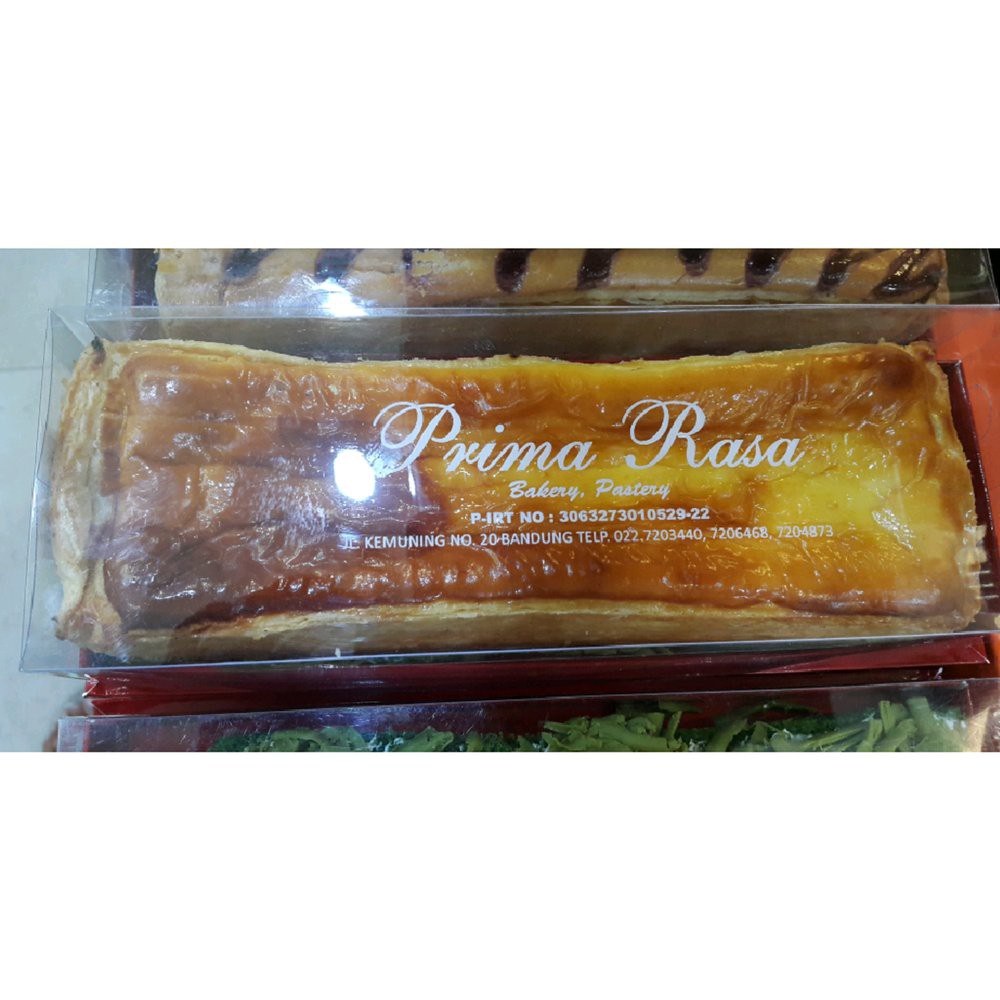 Prima Rasa
Bakery, Pastery
P-IRT NO : 3063273010529-22
JL. KEMUNING NO. 20 BANDUNG TELP. 022.7203440, 7206468, 7204873